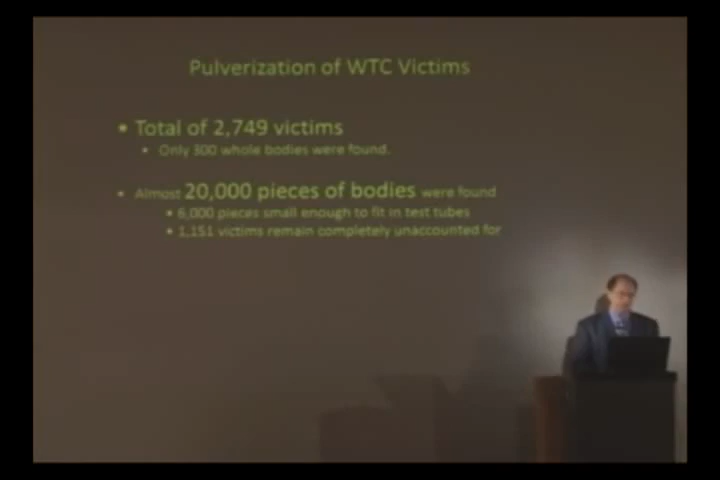 Pulverization of WTC Victims
• Total of 2,749 victims
• Only 300 whole bodies were found.
• Almost 20,000 pieces of bodies were found
• 6,000 pieces small enough to fit in test tubes
• 1,151 victims remain completely unaccounted for